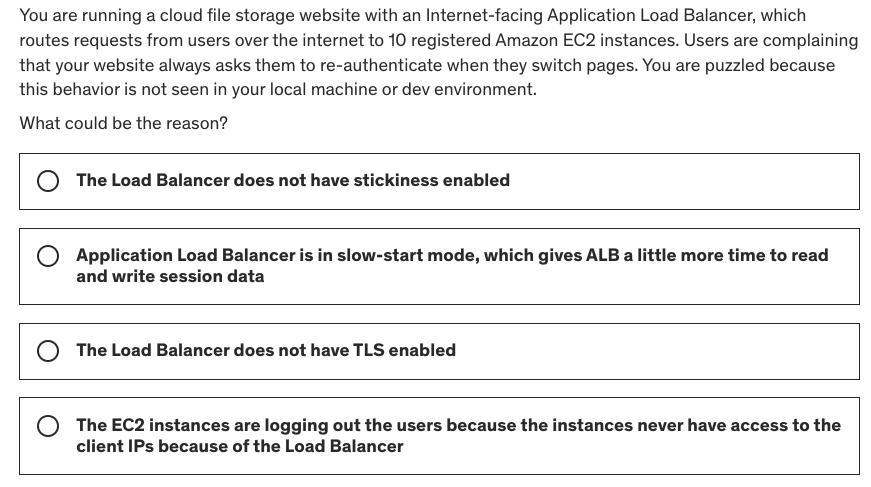 You are running a cloud file storage website with an Internet-facing Application Load Balancer, which
routes requests from users over the internet to 10 registered Amazon EC2 instances. Users are complaining
that your website always asks them to re-authenticate when they switch pages. You are puzzled because
this behavior is not seen in your local machine or dev environment.
What could be the reason?
The Load Balancer does not have stickiness enabled
Application Load Balancer is in slow-start mode, which gives ALB a little more time to read
and write session data
The Load Balancer does not have TLS enabled
The EC2 instances are logging out the users because the instances never have access to the
client IPs because of the Load Balancer